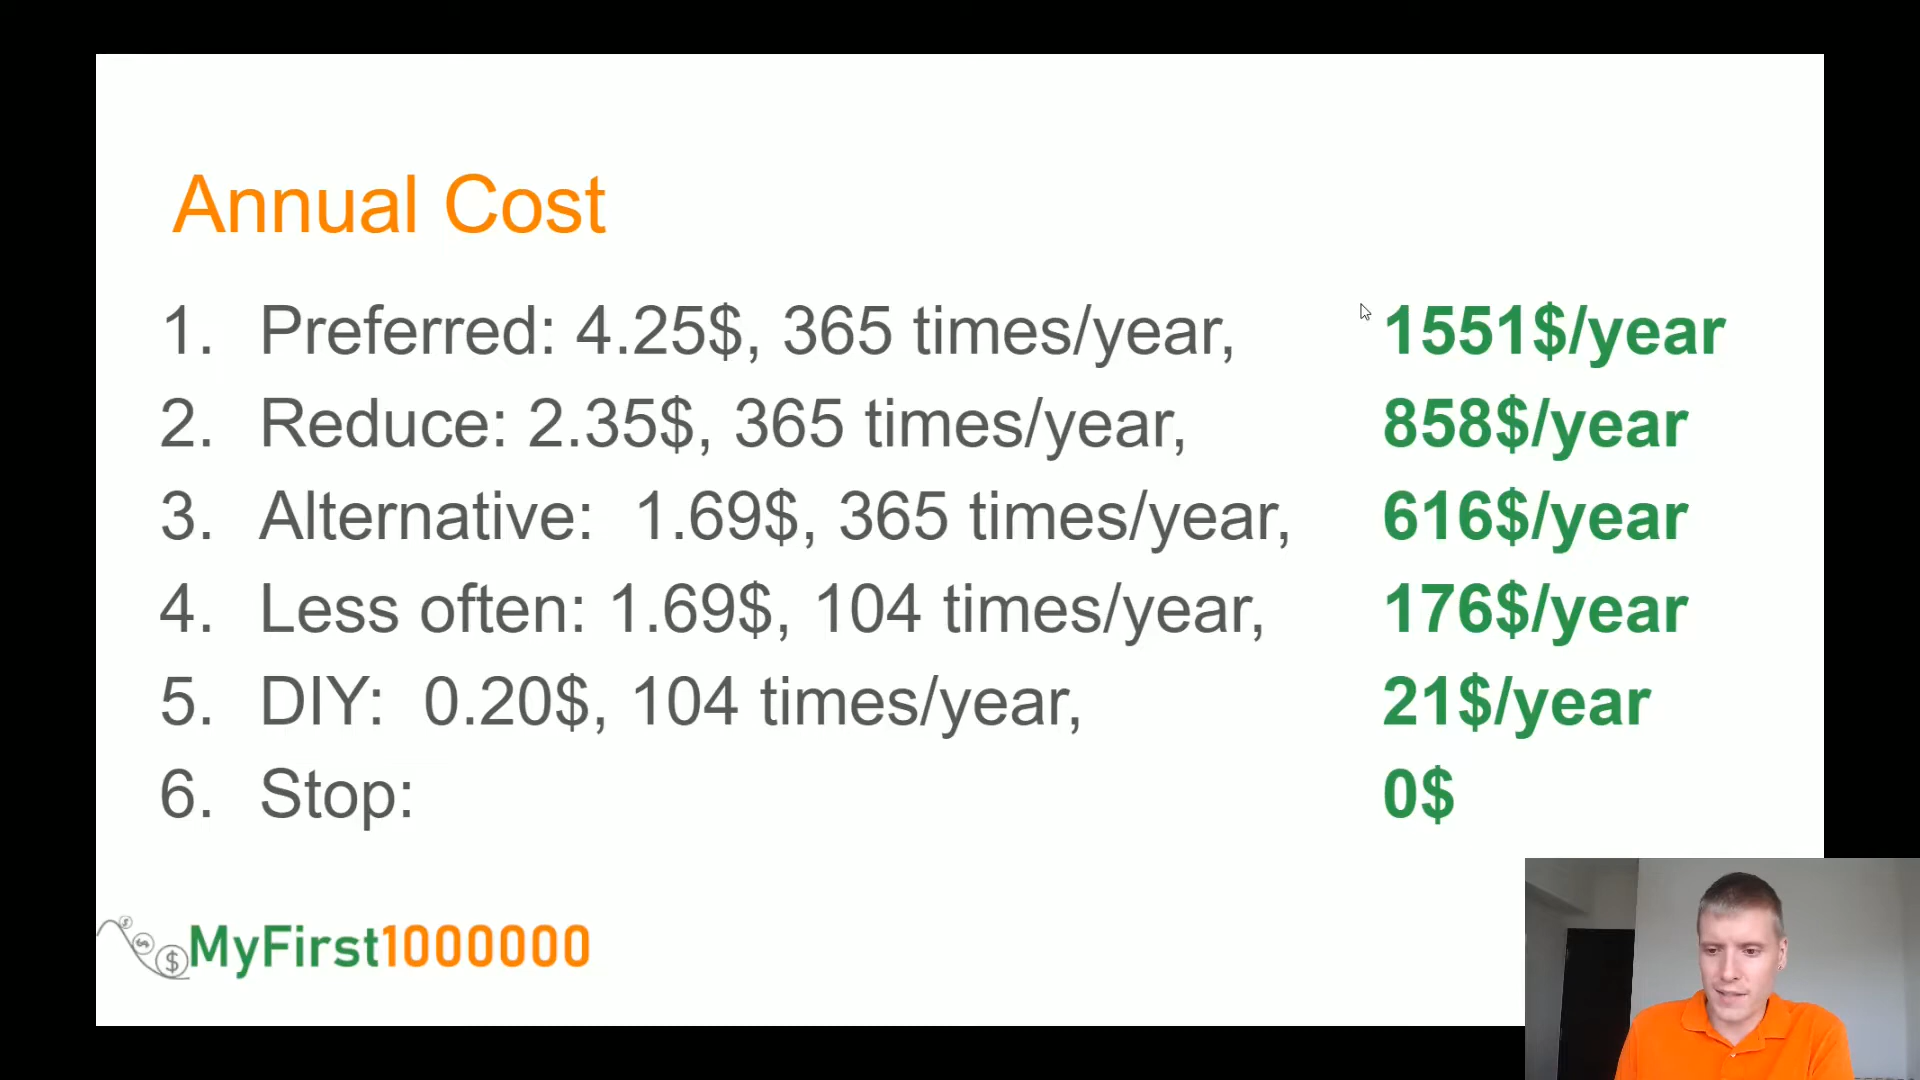 Annual Cost
1. Preferred: 4.25$, 365 times/year, 1551$/year
2. Reduce: 2.35$, 365 times/year, 858$/year
3. Alternative:  1.69$, 365 times/year, 616$/year
4. Less often: 1.69$, 104 times/year, 176$/year
5. DIY:  0.20$, 104 times/year, 21$/year
6. Stop: 0$
$ $ $ MyFirst1000000